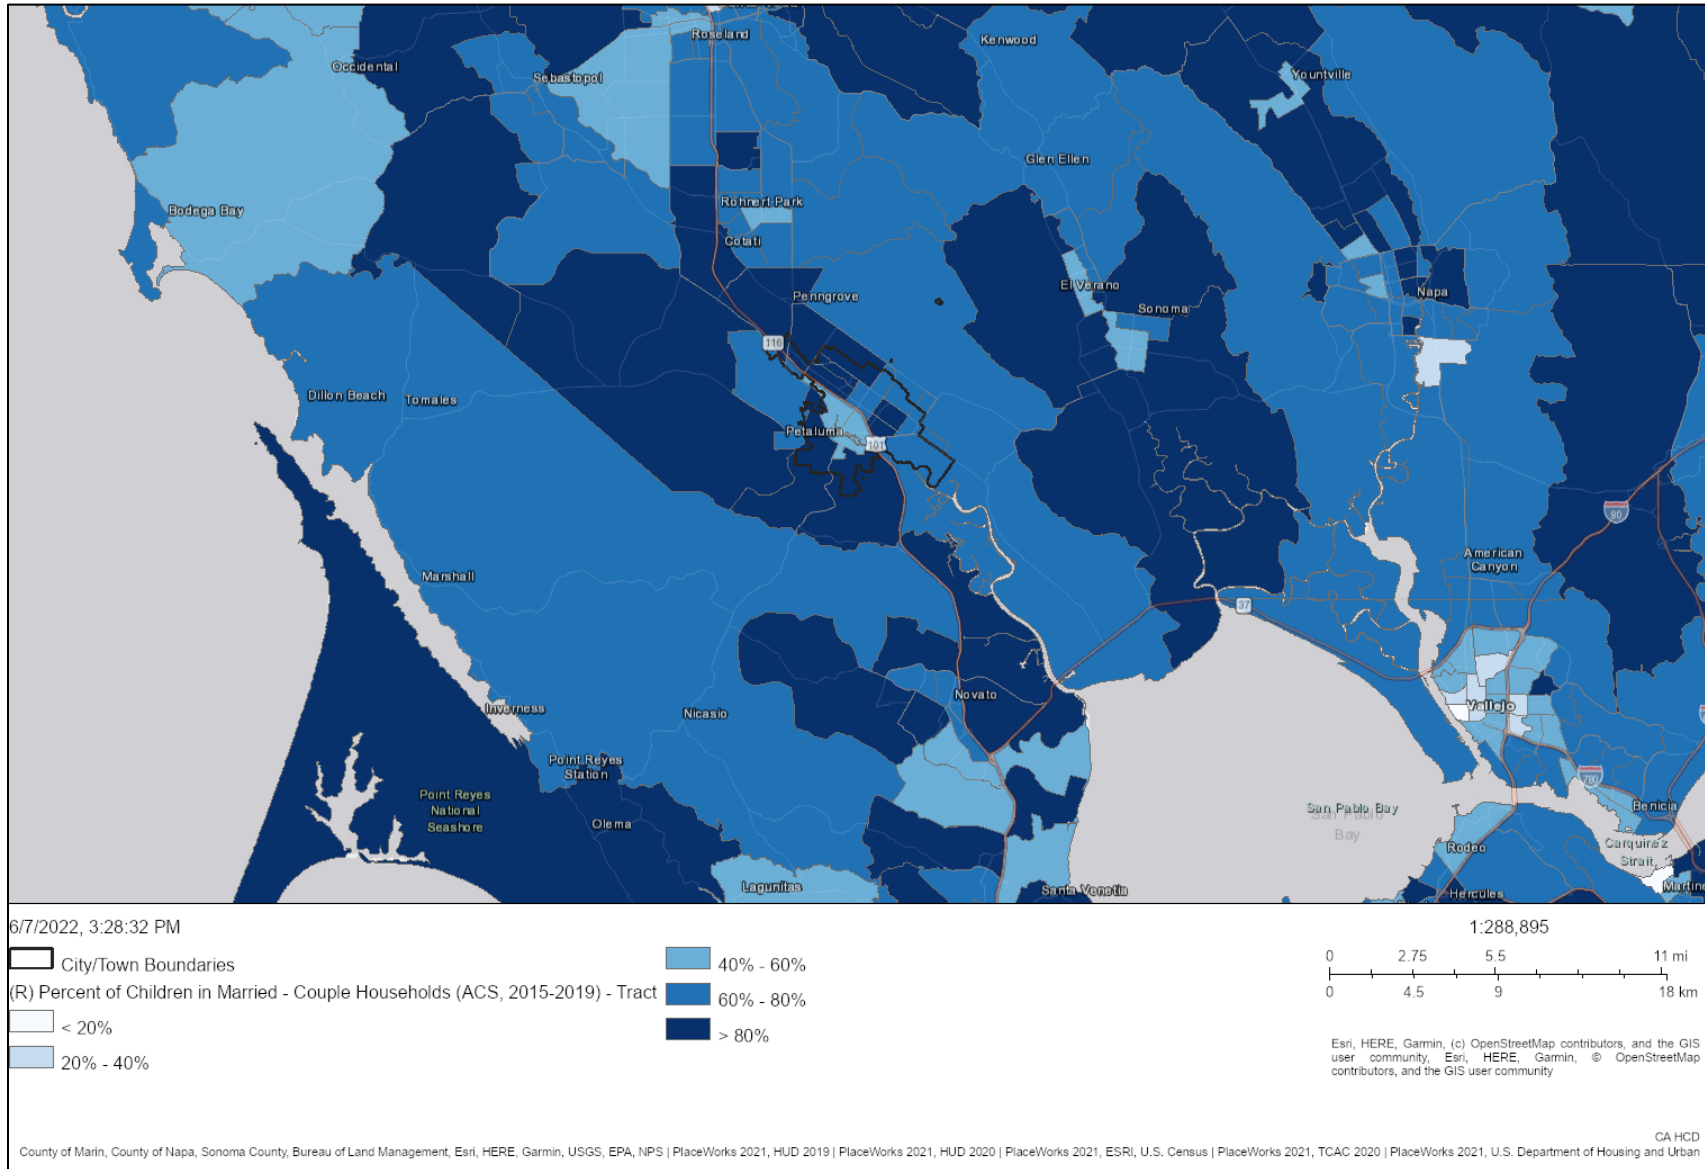 Roseland
Kenwood
Occidental
Sebastopol
Yountville
Glen Ellen
Rohnert Park
Bodega Bay
Cotati
El Verano
Penngrove
Sonoma
Napa
116
Dillon Beach
Tomales
Petaluma
101
80
American
Canyon
Marshall
37
Novato
Inverness
Nicasio
Vallejo
Point Reyes
Station
780
Point Reyes
National
Seashore
Olema
San Pablo Bay
San Pablo
Bay
Benicia
Rodeo
Carquinez
Strait
Lagunitas
Santa Venetia
Hercules
Martine
6/7/2022, 3:28:32 PM
City/Town Boundaries
(R) Percent of Children in Married - Couple Households (ACS, 2015-2019) - Tract
< 20%
20% - 40%
40% - 60%
60% - 80%
> 80%
1:288,895
0 2.75 5.5 11 mi
0 4.5 9 18 km
Esri, HERE, Garmin, (c) OpenStreetMap contributors, and the GIS
user community, Esri, HERE, Garmin, © OpenStreetMap
contributors, and the GIS user community
CA HCD
County of Marin, County of Napa, Sonoma County, Bureau of Land Management, Esri, HERE, Garmin, USGS, EPA, NPS | PlaceWorks 2021, HUD 2019 | PlaceWorks 2021, HUD 2020 | PlaceWorks 2021, ESRI, U.S. Census | PlaceWorks 2021, TCAC 2020 | PlaceWorks 2021, U.S. Department of Housing and Urban